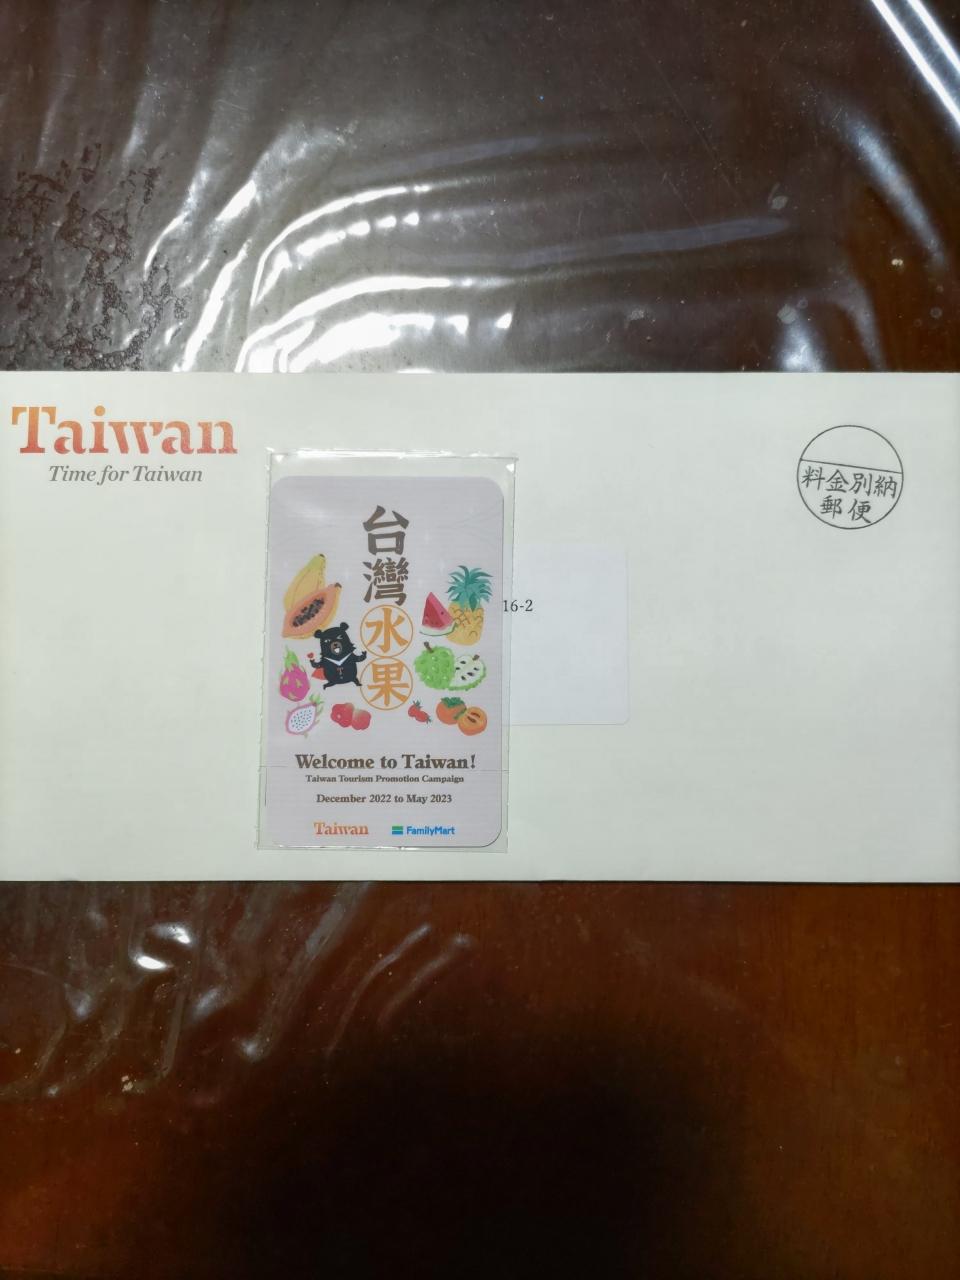 Taiwan
Time for Taiwan
料金別納
郵便
16-2
台
灣
水
果
Welcome to Taiwan!
Taiwan Tourism Promotion Campaign
December 2022 to May 2023
Taiwan FamilyMart